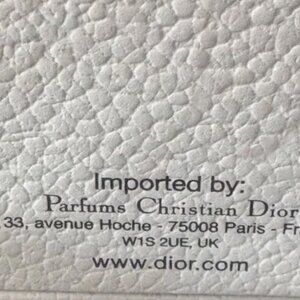 Imported by:
Parfums Christian Dior
33, avenue Hoche - 75008 Paris - Fr
W1S 2UE, UK
www.dior.com